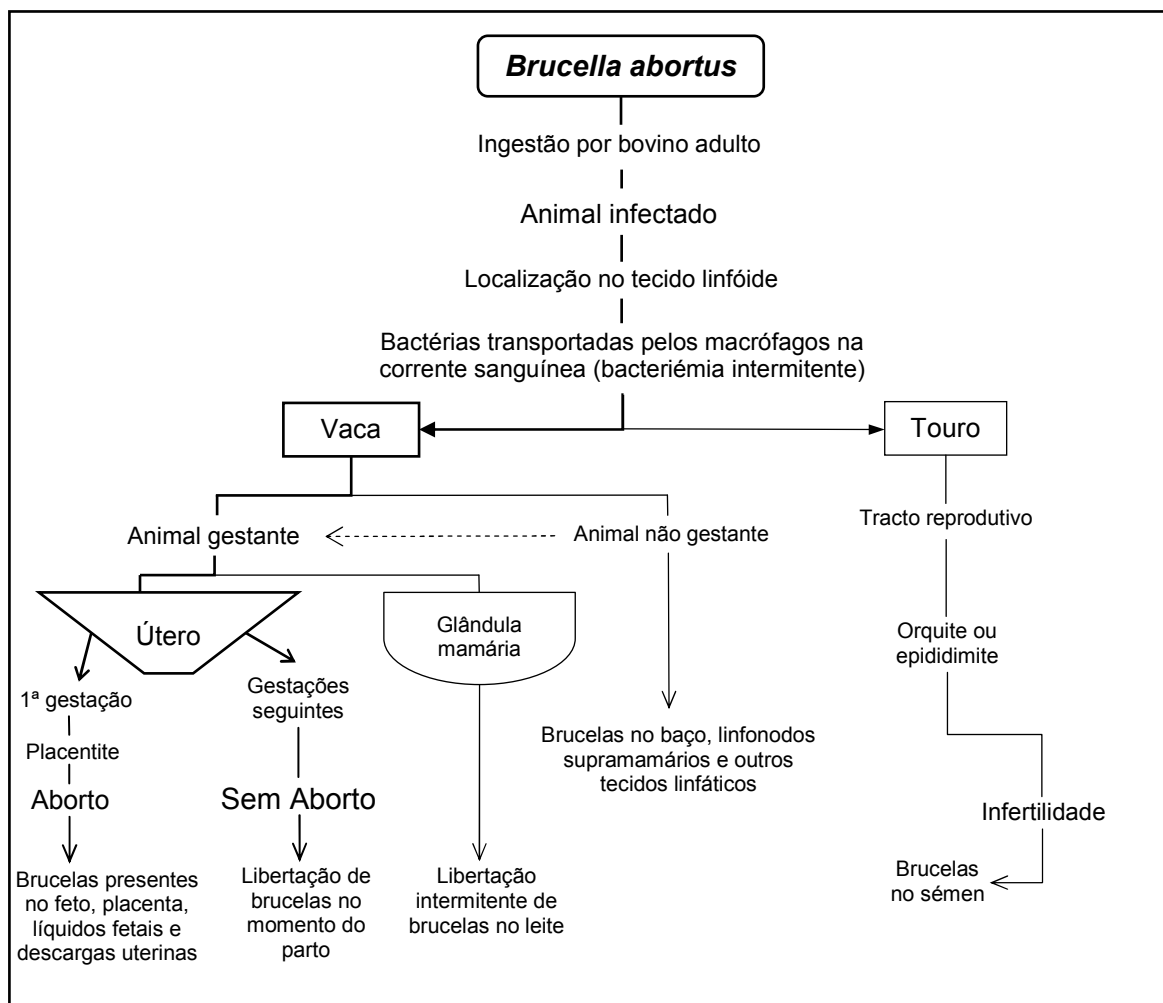 Brucella abortus
Ingestão por bovino adulto
Animal infectado
Localização no tecido linfóide
Bactérias transportadas pelos macrófagos na
corrente sanguínea (bacteriémia intermitente)
Vaca
Touro
Animal gestante
Animal não gestante
Tracto reprodutivo
Útero
Glândula
mamária
Orquite ou
epididimite
1ª gestação
Gestações
seguintes
Placentite
Brucelas no baço, linfonodos
supramamários e outros
tecidos linfáticos
Aborto
Sem Aborto
Infertilidade
Brucelas presentes
no feto, placenta,
líquidos fetais e
descargas uterinas
Libertação de
brucelas no
momento do
parto
Libertação
intermitente de
brucelas no leite
Brucelas
no sémen